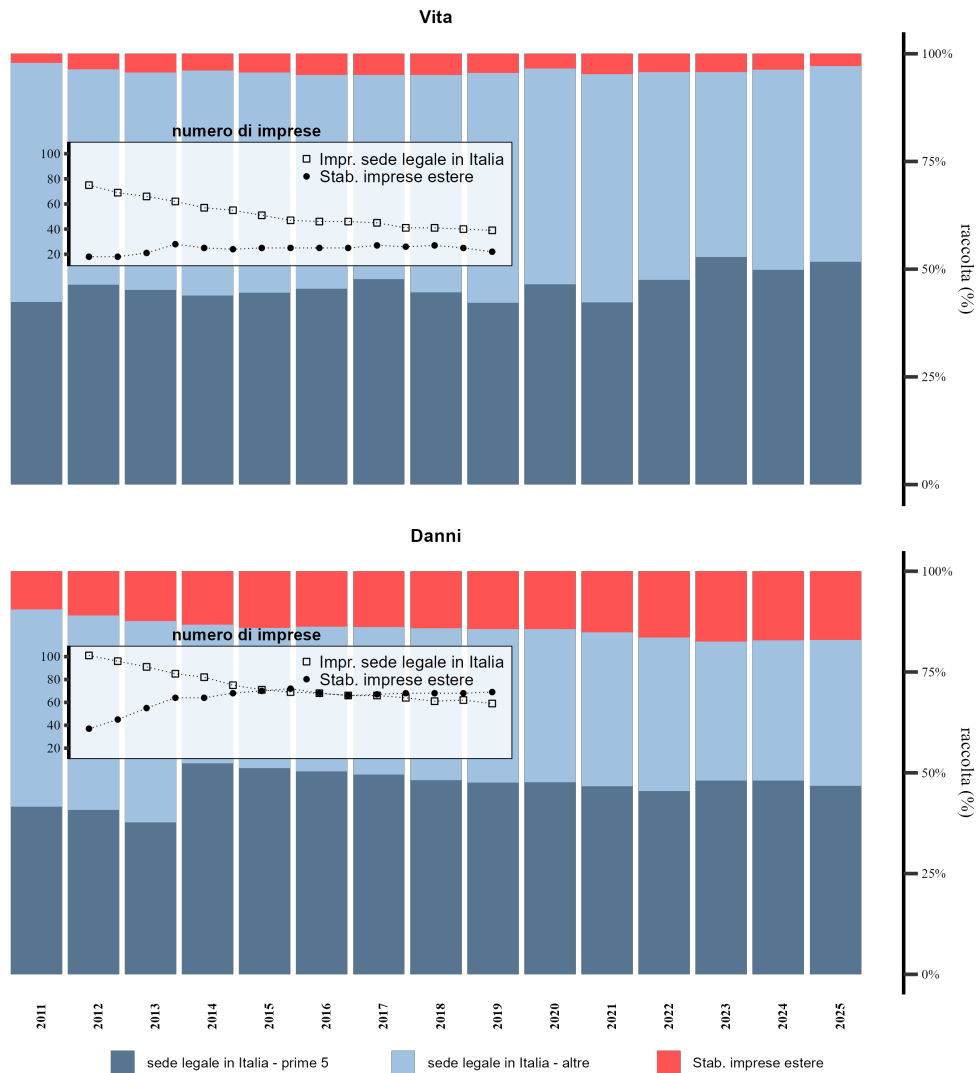 Vita
100%
75%
50%
25%
0%
raccolta (%)
numero di imprese
100
80
60
40
20
Impr. sede legale in Italia
Stab. imprese estere
Danni
100%
75%
50%
25%
0%
raccolta (%)
numero di imprese
100
80
60
40
20
Impr. sede legale in Italia
Stab. imprese estere
2011
2012
2013
2014
2015
2016
2017
2018
2019
2020
2021
2022
2023
2024
2025
sede legale in Italia - prime 5
sede legale in Italia - altre
Stab. imprese estere